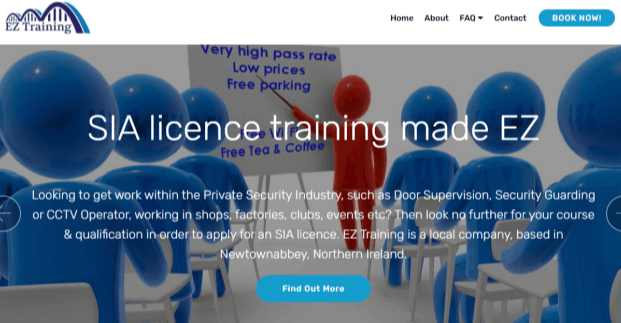 EZ Training
Home About FAQ Contact BOOK NOW!
Very high pass rate
Low prices
Free parking
SIA licence training made EZ
Free Tea & Coffee
Looking to get work within the Private Security Industry, such as Door Supervision, Security Guarding
or CCTV Operator, working in shops, factories, clubs, events etc? Then look no further for your course
& qualification in order to apply for an SIA licence. EZ Training is a local company, based in
Newtownabbey, Northern Ireland.
Find Out More